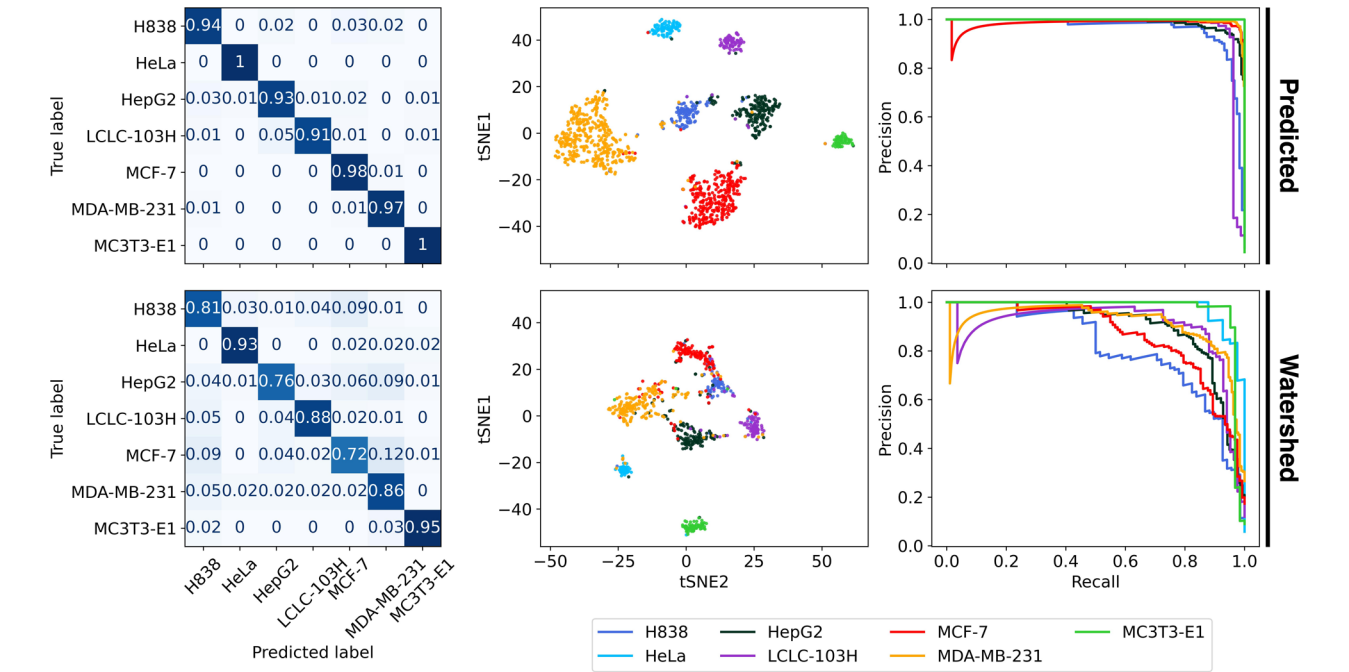 H838 0.94 0 0.02 0 0.03 0.02 0
HeLa 0 1 0 0 0 0 0
HepG2 0.03 0.01 0.93 0.01 0.02 0 0.01
LCLC-103H 0.01 0 0.05 0.91 0.01 0 0.01
MCF-7 0 0 0 0 0.98 0.01 0
MDA-MB-231 0.01 0 0 0 0.01 0.97 0
MC3T3-E1 0 0 0 0 0 0 1
True label
40
20
0
−20
−40
tSNE1
1.0
0.8
0.6
0.4
0.2
0.0
Precision
Predicted
H838 0.81 0.03 0.01 0.04 0.09 0.01 0
HeLa 0 0.93 0 0 0.02 0.02 0.02
HepG2 0.04 0.01 0.76 0.03 0.06 0.09 0.01
LCLC-103H 0.05 0 0.04 0.88 0.02 0.01 0
MCF-7 0.09 0 0.04 0.02 0.72 0.12 0.01
MDA-MB-231 0.05 0.02 0.02 0.02 0.02 0.86 0
MC3T3-E1 0.02 0 0 0 0 0.03 0.95
True label
H838 HeLa HepG2 LCLC-103H MCF-7 MDA-MB-231 MC3T3-E1
Predicted label
40
20
0
−20
−40
tSNE1
−50 −25 0 25 50
tSNE2
1.0
0.8
0.6
0.4
0.2
0.0
Precision
0.0 0.2 0.4 0.6 0.8 1.0
Recall
Watershed
H838 HepG2 MCF-7 MC3T3-E1
HeLa LCLC-103H MDA-MB-231